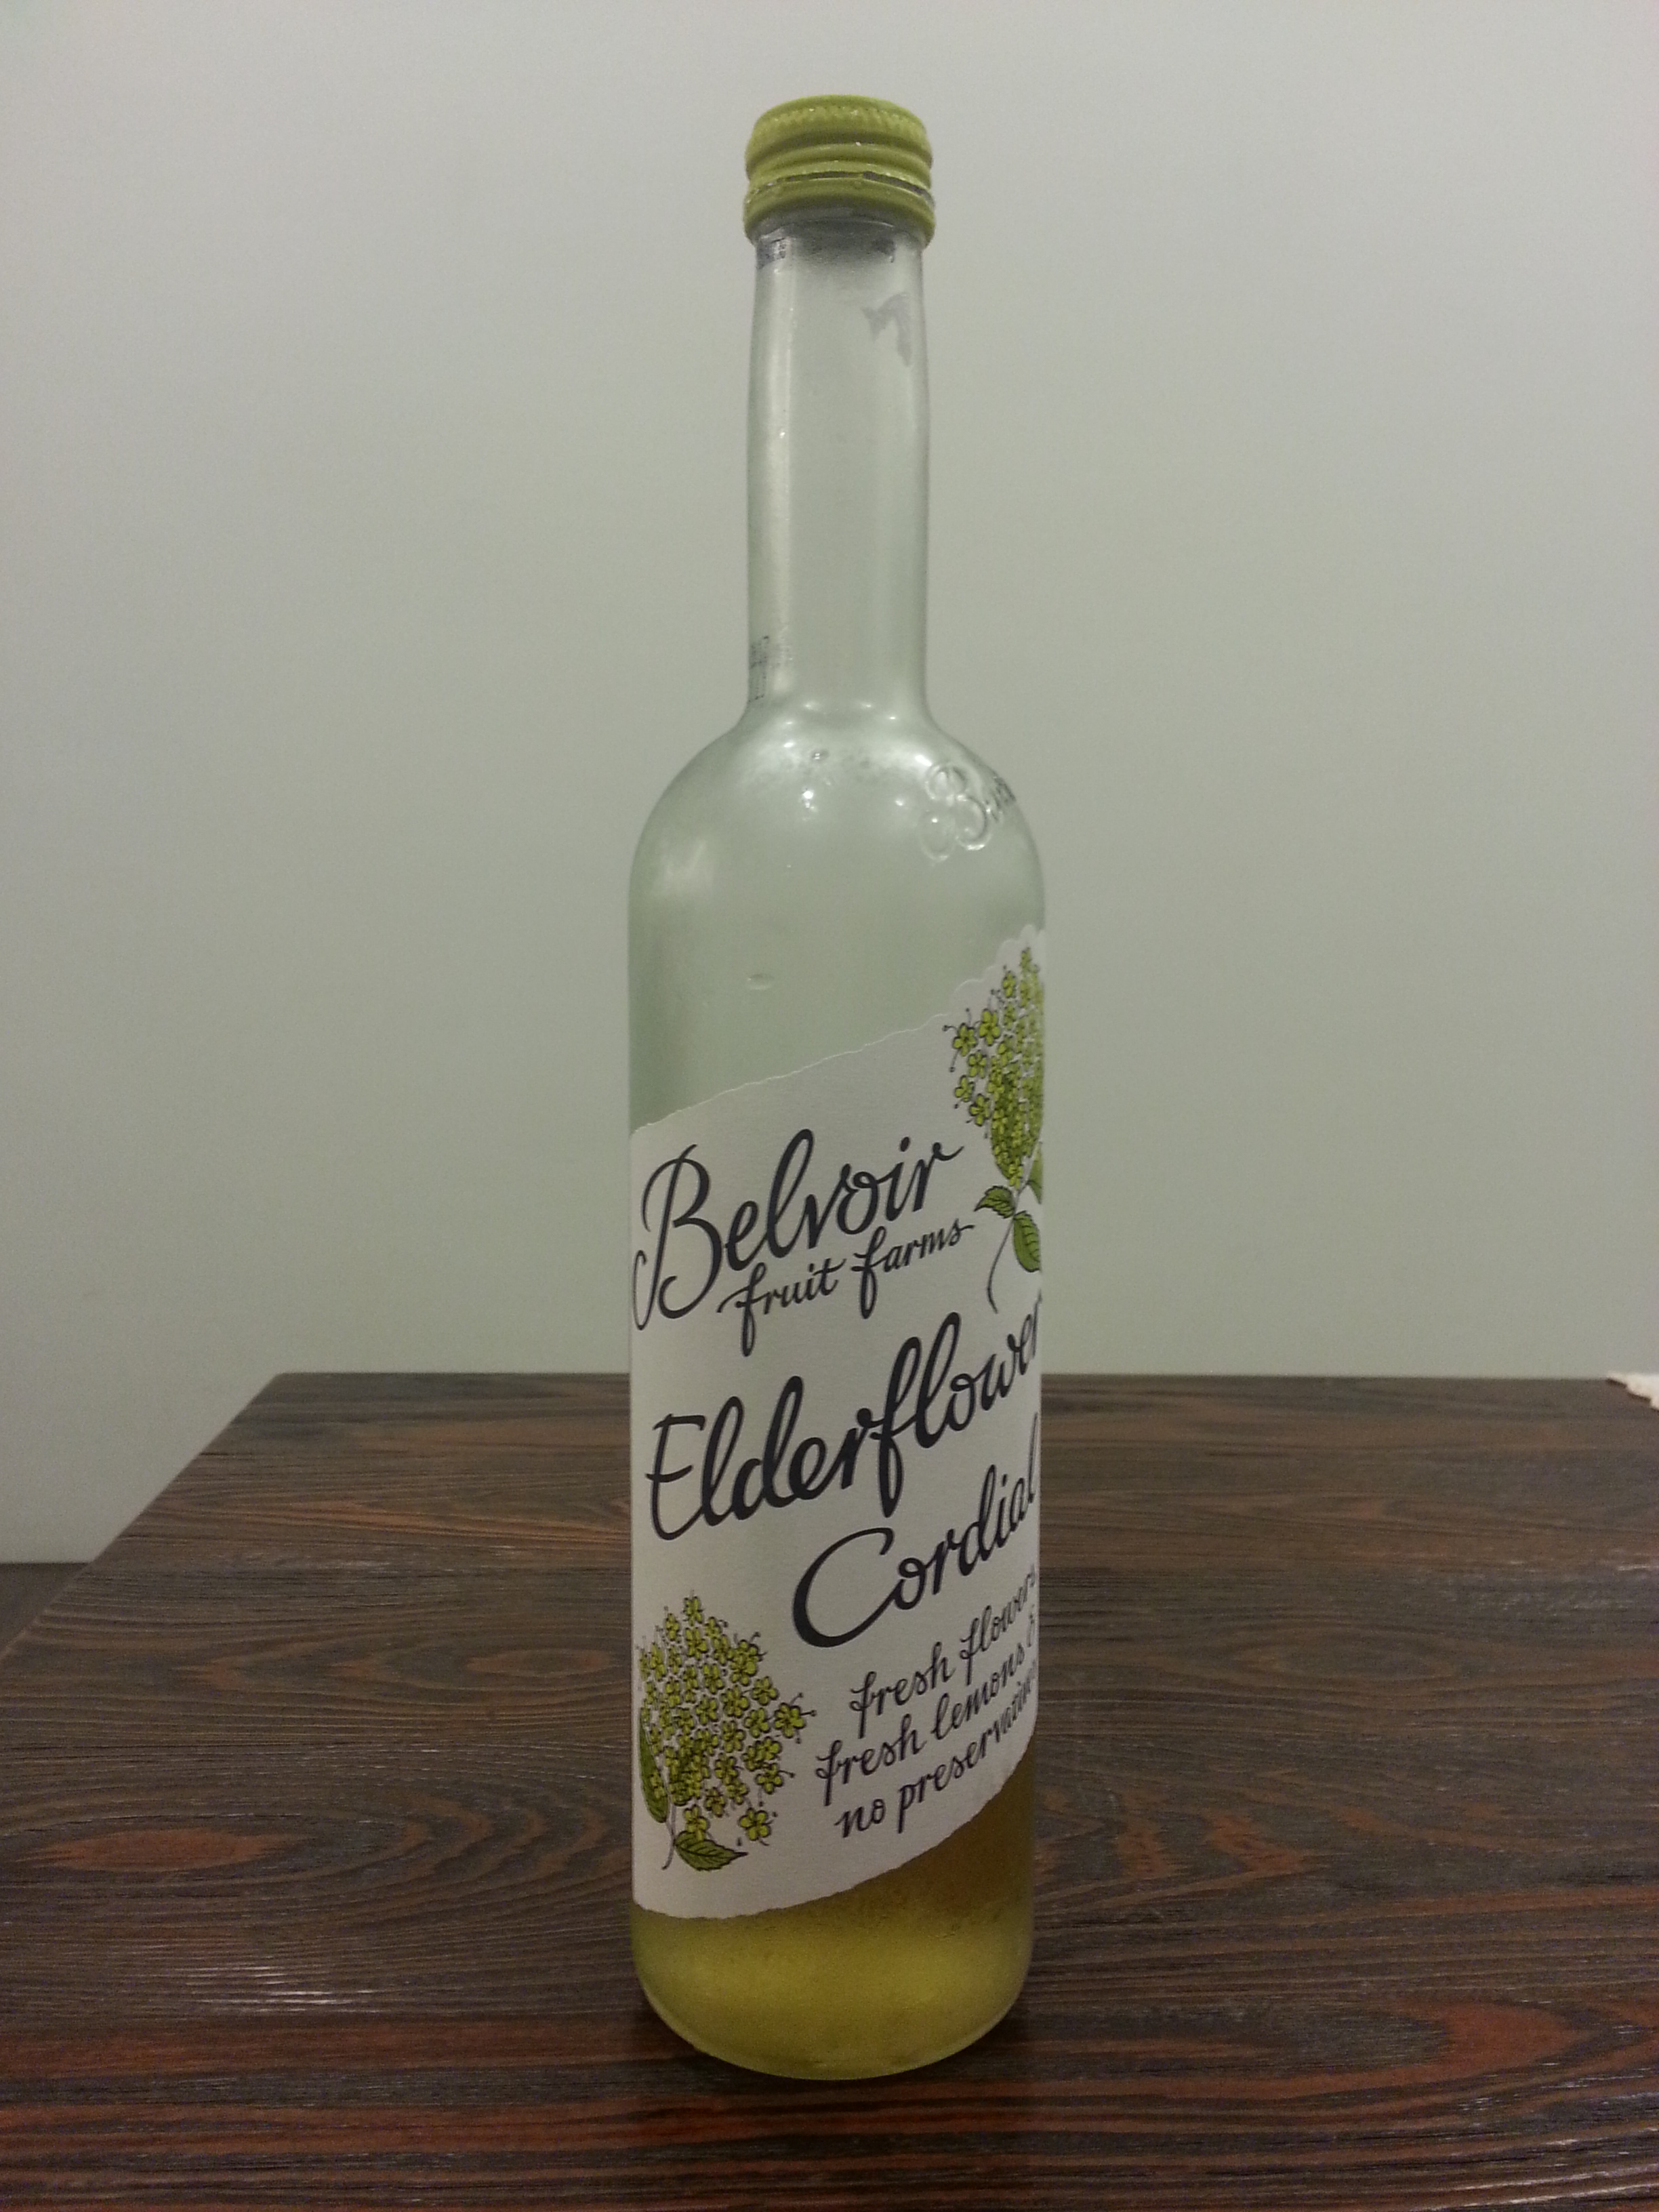 Belvoir
fruit farms
Elderflower
Cordial
fresh flowers,
fresh lemons &
no preservatives